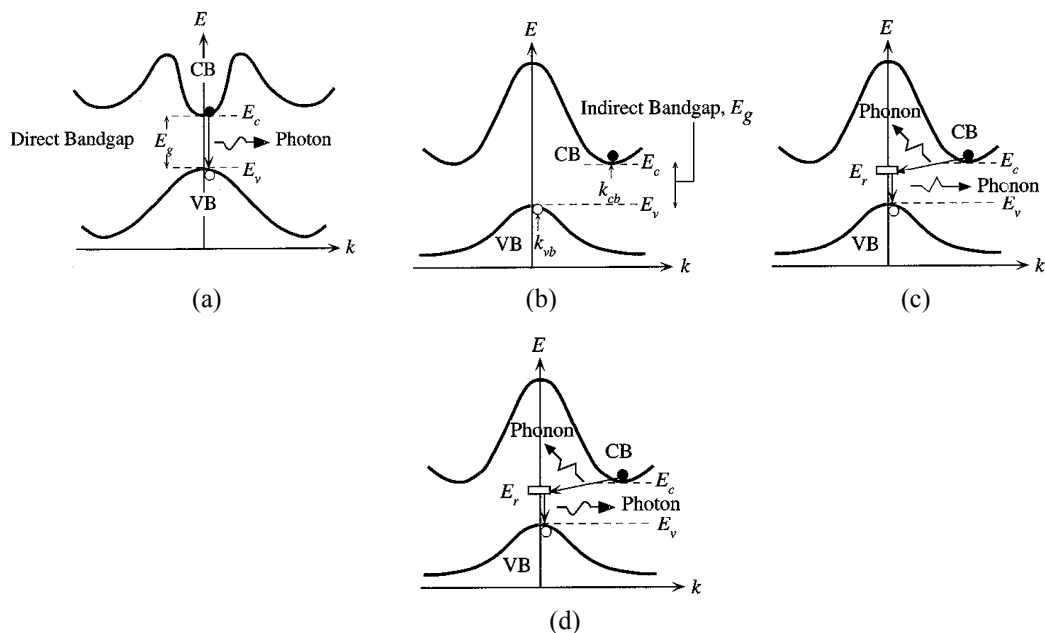 E
CB
E_c
Direct Bandgap
E_g
Photon
E_v
VB
k
(a)
E
Indirect Bandgap, E_g
CB
E_c
k_cb
E_v
VB
k_vb
k
(b)
E
Phonon
CB
E_c
E_r
Phonon
E_v
VB
k
(c)
E
Phonon
CB
E_c
E_r
Photon
E_v
VB
k
(d)